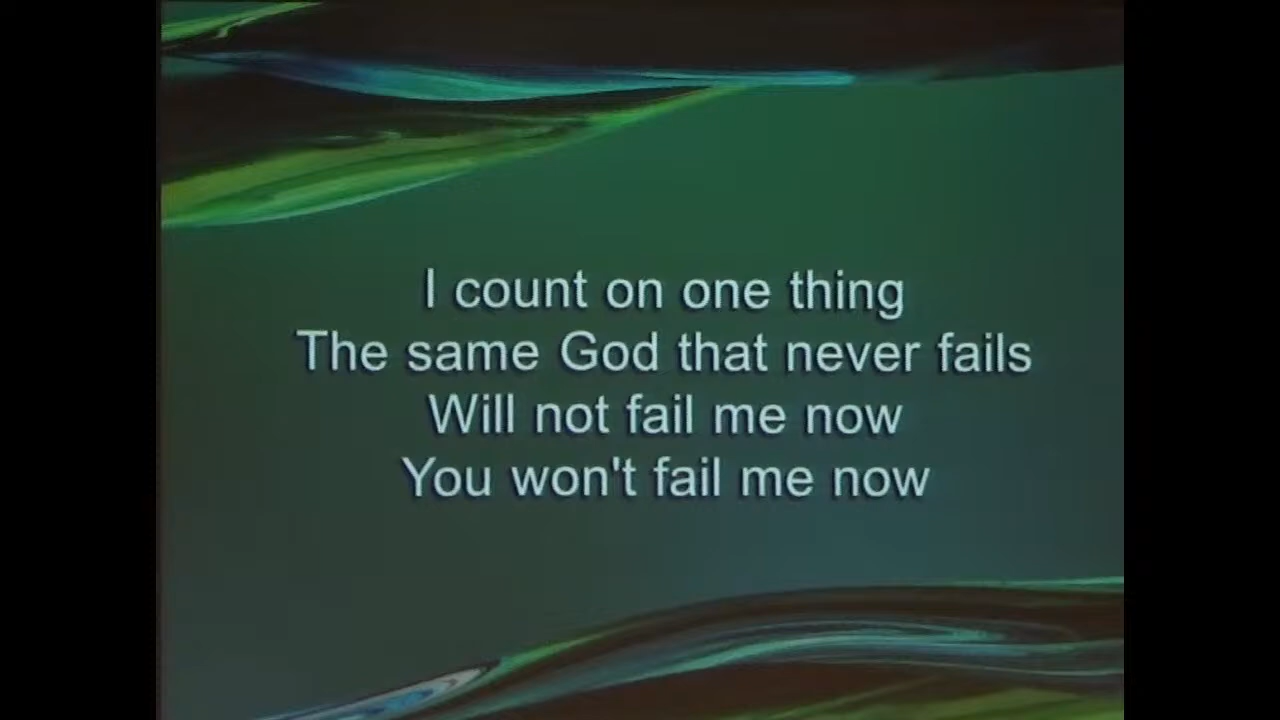 I count on one thing
The same God that never fails
Will not fail me now
You won't fail me now